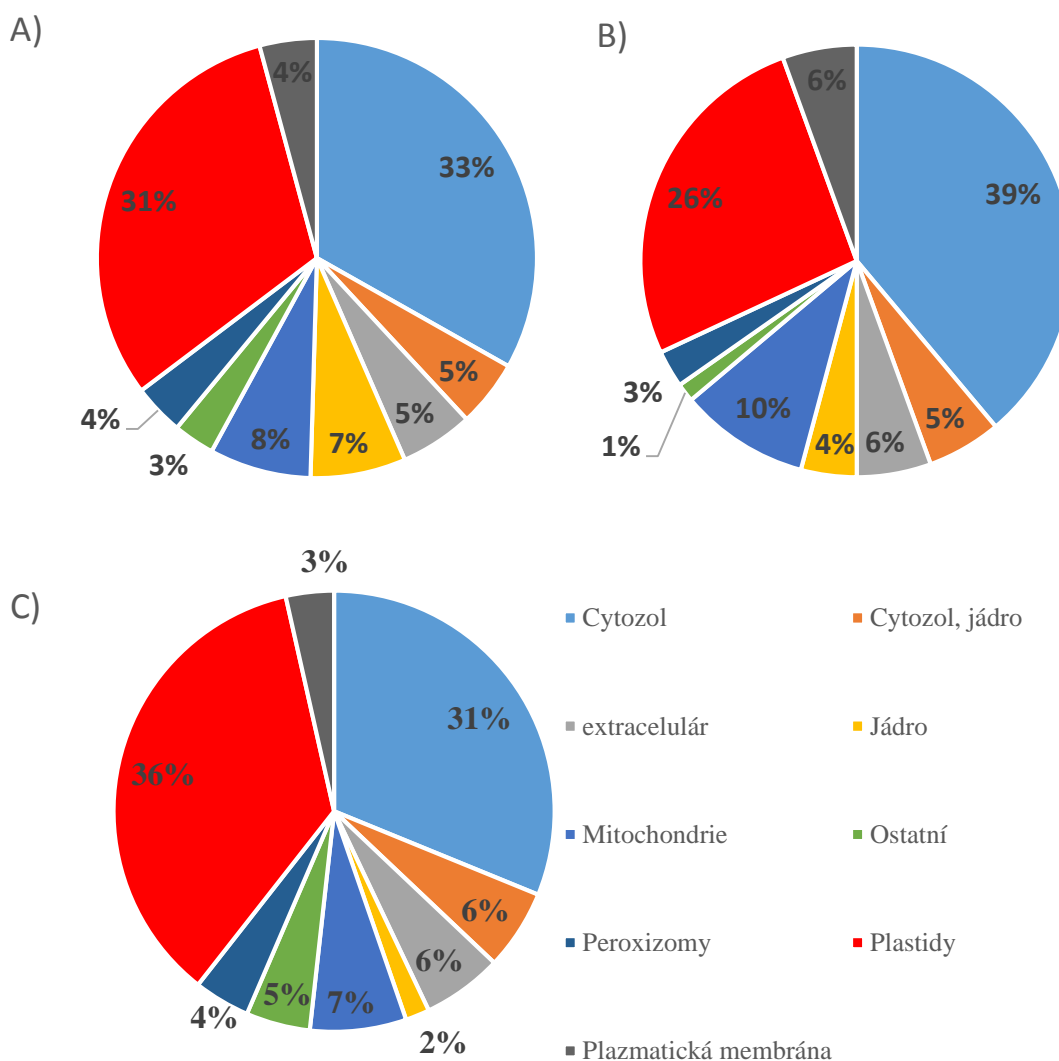 A)
4%
33%
31%
5%
5%
7%
8%
3%
4%
B)
6%
39%
26%
5%
6%
4%
10%
1%
3%
C)
3%
31%
36%
6%
6%
2%
7%
5%
4%
Cytozol
Cytozol, jádro
extracelulár
Jádro
Mitochondrie
Ostatní
Peroxizomy
Plastidy
Plazmatická membrána